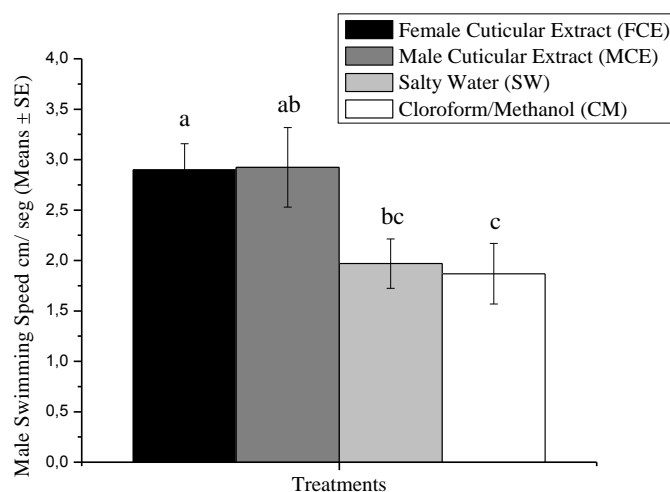 Female Cuticular Extract (FCE)
Male Cuticular Extract (MCE)
Salty Water (SW)
Cloroform/Methanol (CM)
Male Swimming Speed cm/ seg (Means ± SE)
4,0
3,5
3,0
2,5
2,0
1,5
1,0
0,5
0,0
a
ab
bc
c
Treatments